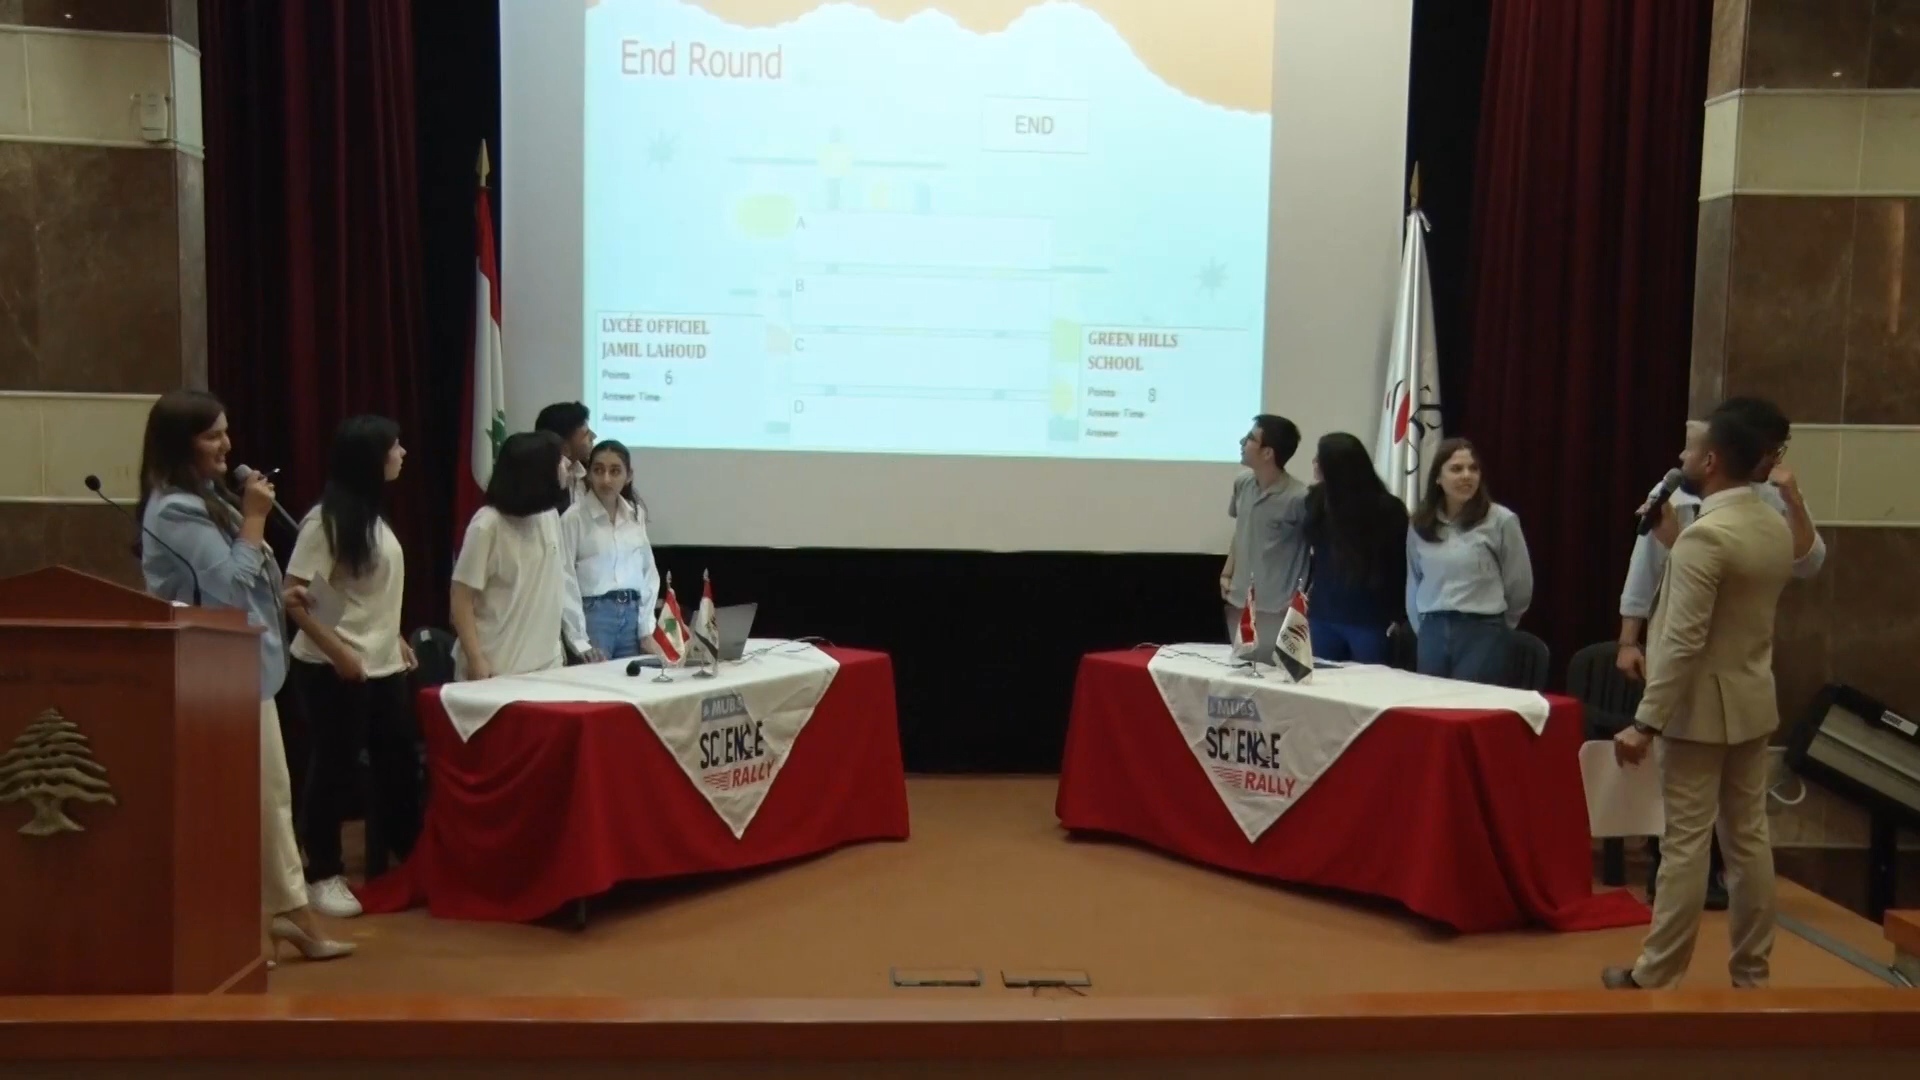 End Round
END
A
B
C
D
LYCÉE OFFICIEL
JAMIL LAHOUD
Points 6
Answer Time
Answer
GREEN HILLS
SCHOOL
Points 8
Answer Time
Answer
MUBS
SCIENCE
RALLY
MUBS
SCIENCE
RALLY